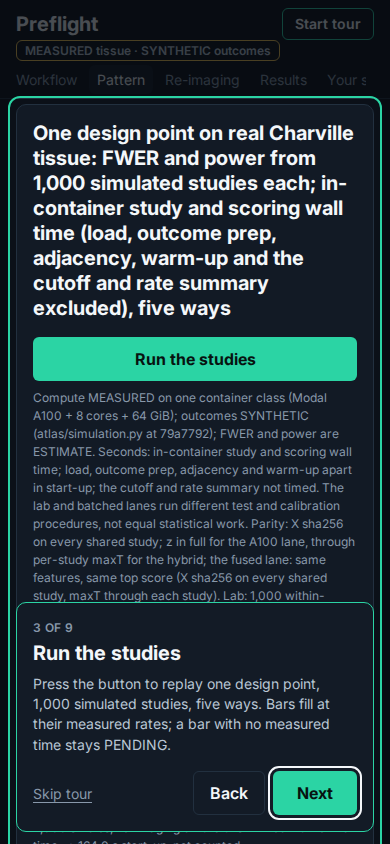 Preflight
Start tour
MEASURED tissue · SYNTHETIC outcomes
Workflow Pattern Re-imaging Results Your s
One design point on real Charville
tissue: FWER and power from
1,000 simulated studies each; in-
container study and scoring wall
time (load, outcome prep,
adjacency, warm-up and the
cutoff and rate summary
excluded), five ways
Run the studies
Compute MEASURED on one container class (Modal
A100 + 8 cores + 64 GiB); outcomes SYNTHETIC
(atlas/simulation.py at 79a7792); FWER and power are
ESTIMATE. Seconds: in-container study and scoring wall
time; load, outcome prep, adjacency and warm-up apart
in start-up; the cutoff and rate summary not timed. The
lab and batched lanes run different test and calibration
procedures, not equal statistical work. Parity: X sha256
on every shared study; z in full for the A100 lane, through
per-study maxT for the hybrid; the fused lane: same
features, same top score (X sha256 on every shared
study, maxT through each study). Lab: 1,000 within-
3 OF 9
Run the studies
Press the button to replay one design point,
1,000 simulated studies, five ways. Bars fill at
their measured rates; a bar with no measured
time stays PENDING.
Skip tour
Back
Next